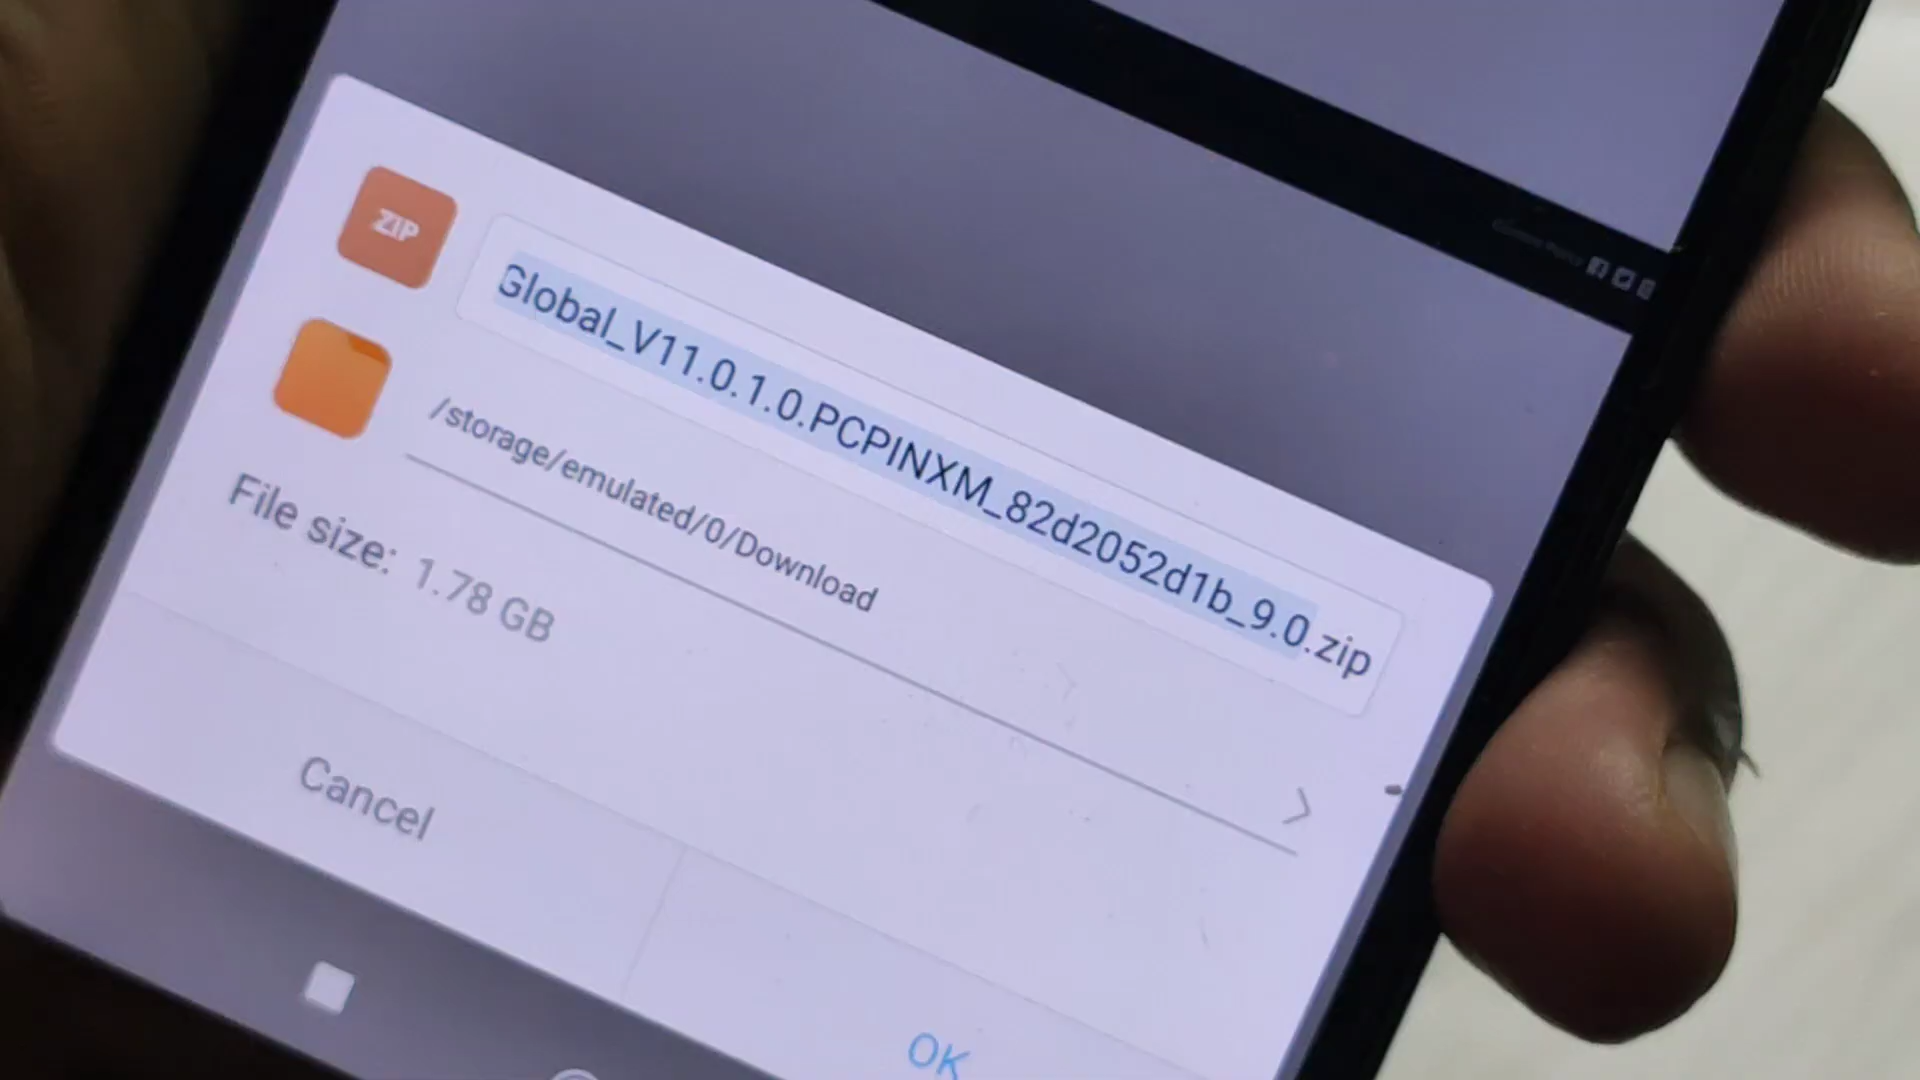 ZIP
Global_V11.0.1.0.PCPINXM_82d2052d1b_9.0.zip
/storage/emulated/0/Download
File size: 1.78 GB
Cancel
OK